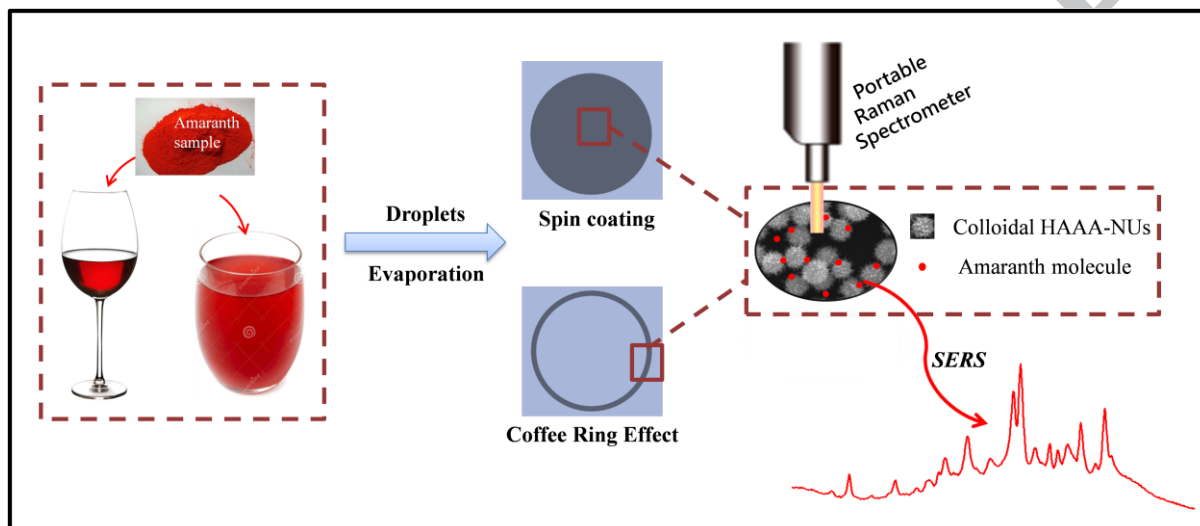 Amaranth
sample
Droplets
Evaporation
Spin coating
Coffee Ring Effect
Portable
Raman
Spectrometer
Colloidal HAAA-NUs
Amaranth molecule
SERS